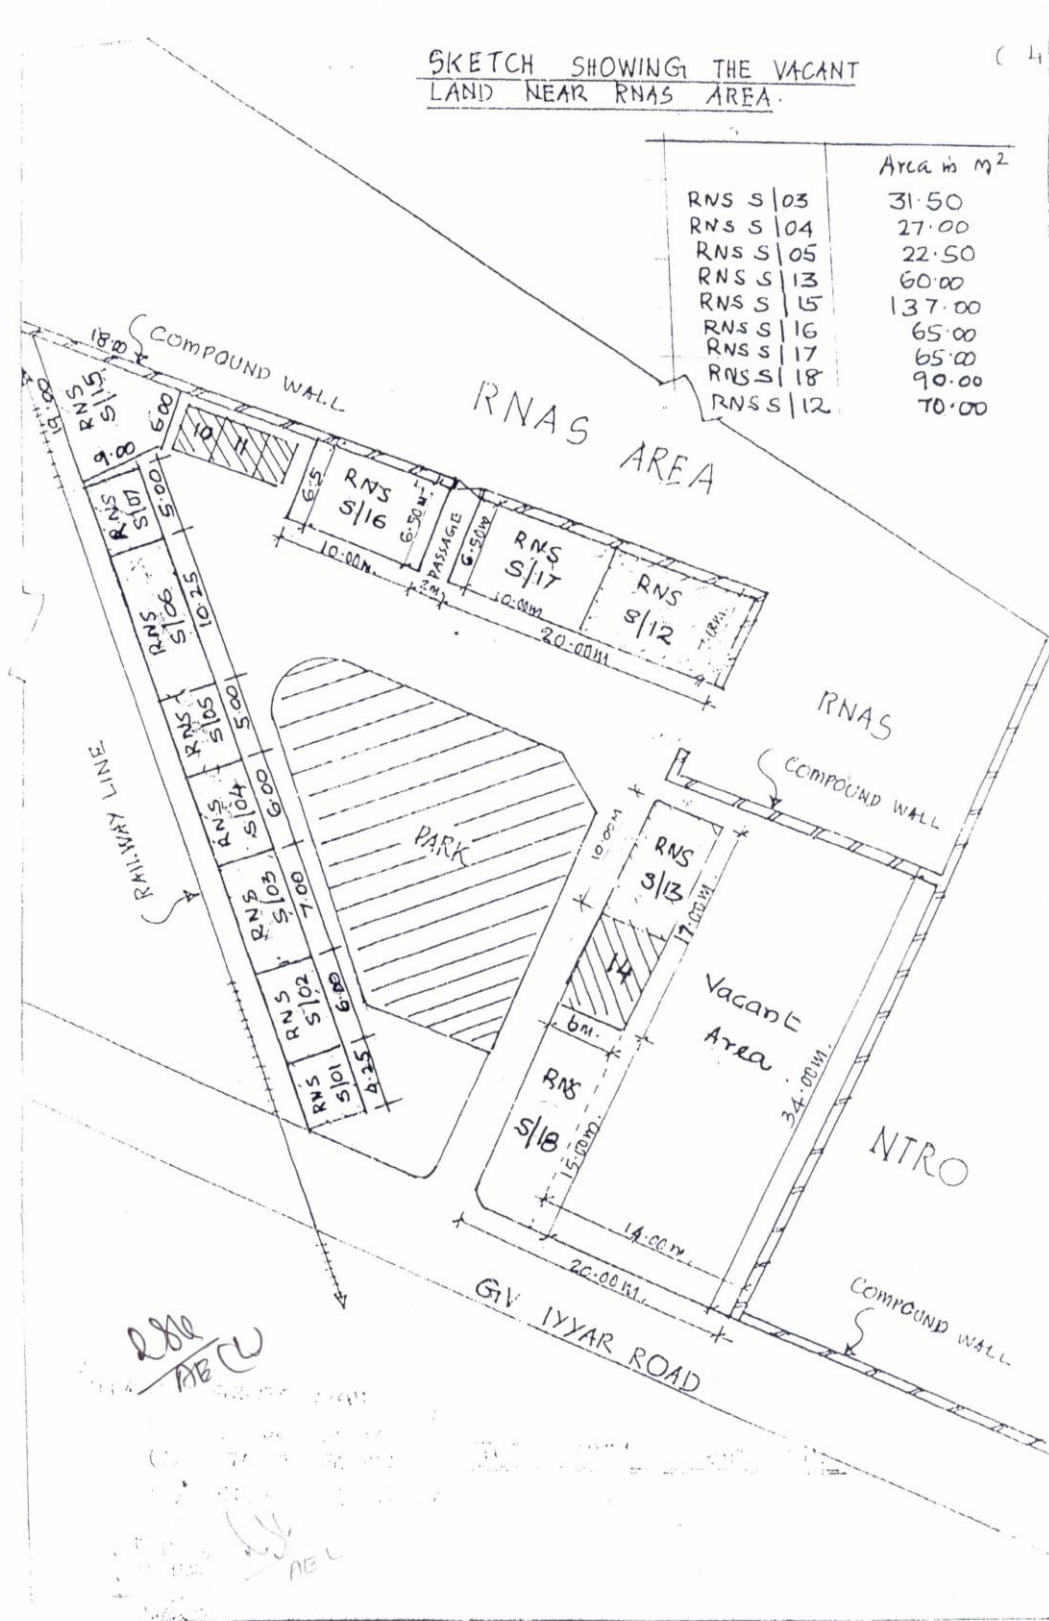 ( 4
SKETCH SHOWING THE VACANT
LAND NEAR RNAS AREA.
Area in m2
RNS S/03 31.50
RNS S/04 27.00
RNS S/05 22.50
RNS S/13 60.00
RNS S/15 137.00
RNS S/16 65.00
RNS S/17 65.00
RNS S/18 90.00
RNS S/12 70.00
18.00
COMPOUND WALL
19.00
RNS
S/15
6.00
9.00
10 11
RNAS AREA
6.5
RNS
S/16
6.50m.
10.00m.
PASSAGE
2m
6.50m
RNS
S/17
10.00m
RNS
S/12
20.00m
RNS
S/07
5.00
RNS
S/06
10.25
RNS
S/05
5.00
RNS
S/04
6.00
RNS
S/03
7.00
RNS
S/02
6.00
RNS
S/01
4.25
RAILWAY LINE
PARK
RNAS
COMPOUND WALL
10.00m
RNS
S/13
17.00m
14
6m.
RNS
S/18
15.00m.
Vacant
Area
34.00m.
14.00m.
20.00m.
NTRO
COMPOUND WALL
GV IYYAR ROAD
AE
AEL